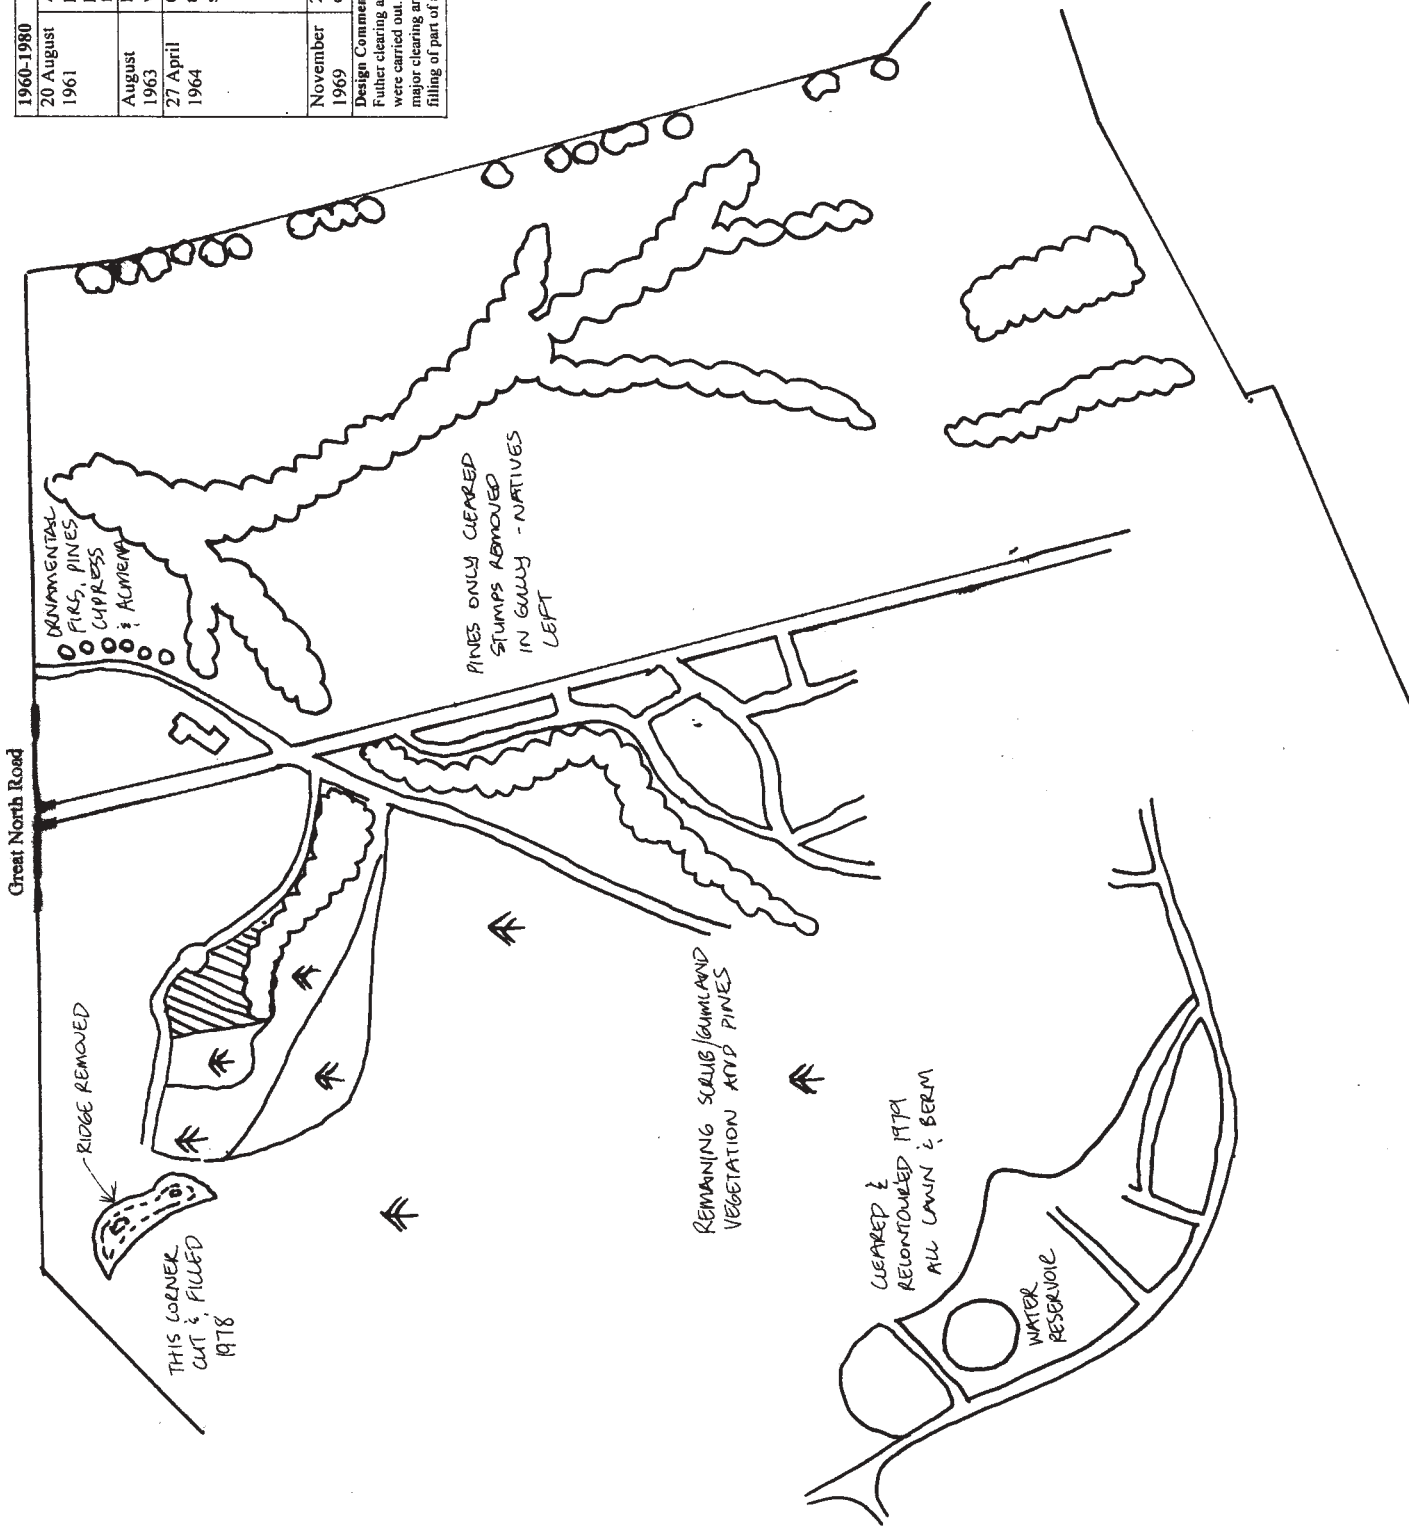 1960-1980
20 August
1961
August
1963
27 April
1964
November
1969
Design Commen
Futher clearing a
were carried out.
major clearing an
filling of part of
Great North Road
ORNAMENTAL
FIRS, PINES
CUPRESS
& ALMENA
PINES ONLY CLEARED
STUMPS REMOVED
IN GULLY - NATIVES
LEFT
RIDGE REMOVED
THIS CORNER
CUT & FILLED
1978
REMAINING SCRUB/GUMLAND
VEGETATION AND PINES
CLEARED &
RECONTOURED 1979
ALL LAWN & BERM
WATER
RESERVOIR